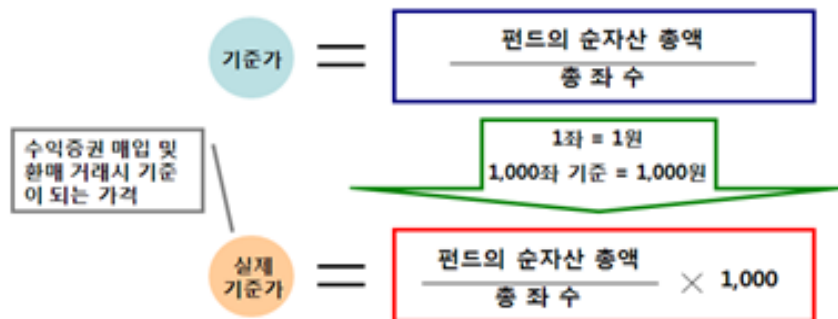 기준가
=
펀드의 순자산 총액
총 좌 수
1좌 = 1원
1,000좌 기준 = 1,000원
수익증권 매입 및
환매 거래시 기준
이 되는 가격
실제
기준가
=
펀드의 순자산 총액
총 좌 수
× 1,000